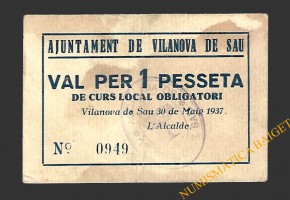 AJUNTAMENT DE VILANOVA DE SAU
VAL PER 1 PESSETA
DE CURS LOCAL OBLIGATORI
Vilanova de Sau 30 de Maig 1937.
L'Alcalde,
Nº 0949
NUMISMATICA BAIGET